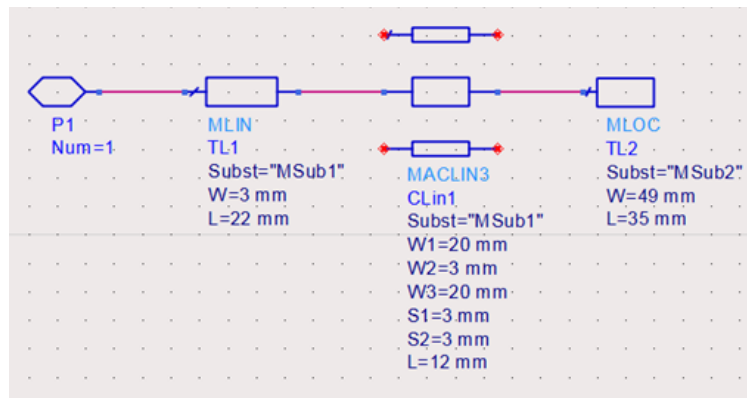 P1
Num=1
MLIN
TL1
Subst="MSub1"
W=3 mm
L=22 mm
MACLIN3
CLin1
Subst="MSub1"
W1=20 mm
W2=3 mm
W3=20 mm
S1=3 mm
S2=3 mm
L=12 mm
MLOC
TL2
Subst="MSub2"
W=49 mm
L=35 mm